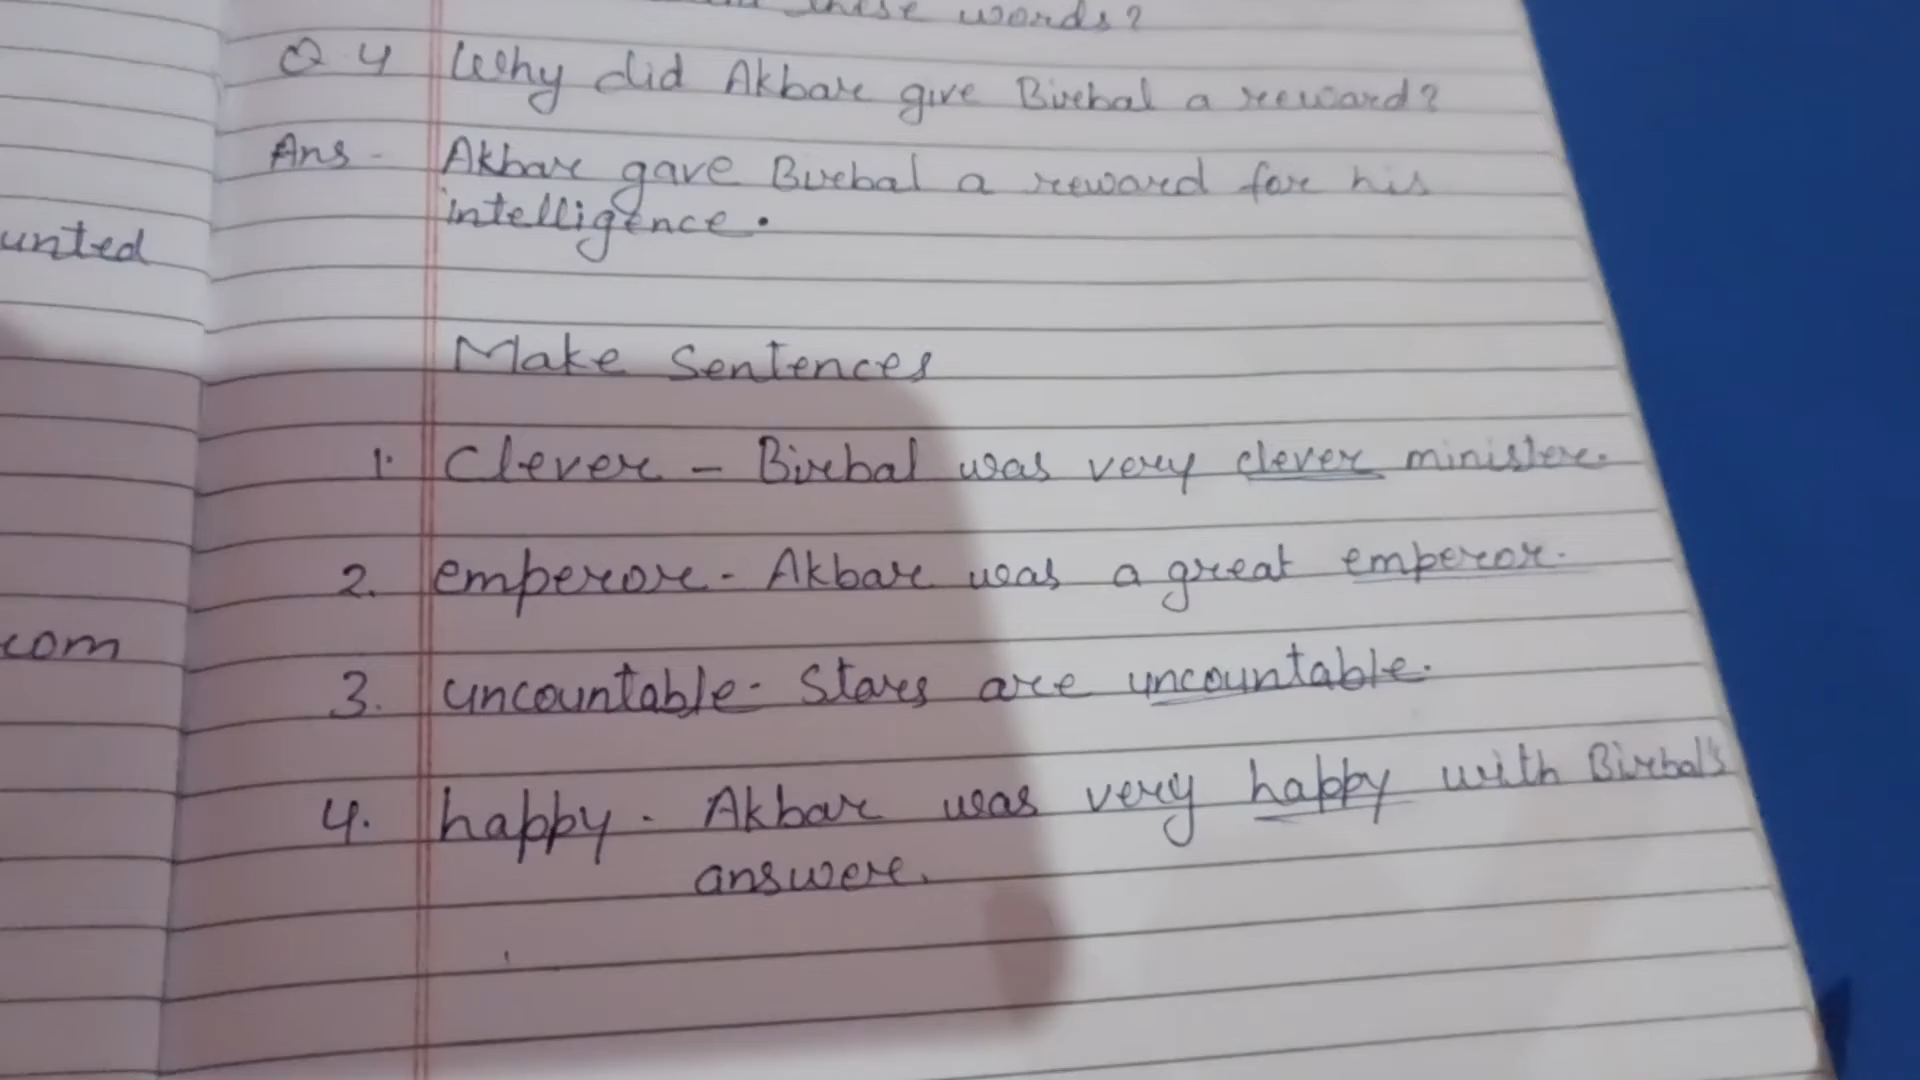 these words?
Q 4 Why did Akbar give Birbal a reward?
Ans - Akbar gave Birbal a reward for his
intelligence.
unted
Make Sentences
1. Clever - Birbal was very clever minister.
2. emperor - Akbar was a great emperor.
com
3. uncountable - Stars are uncountable.
4. happy - Akbar was very happy with Birbal's
answer.